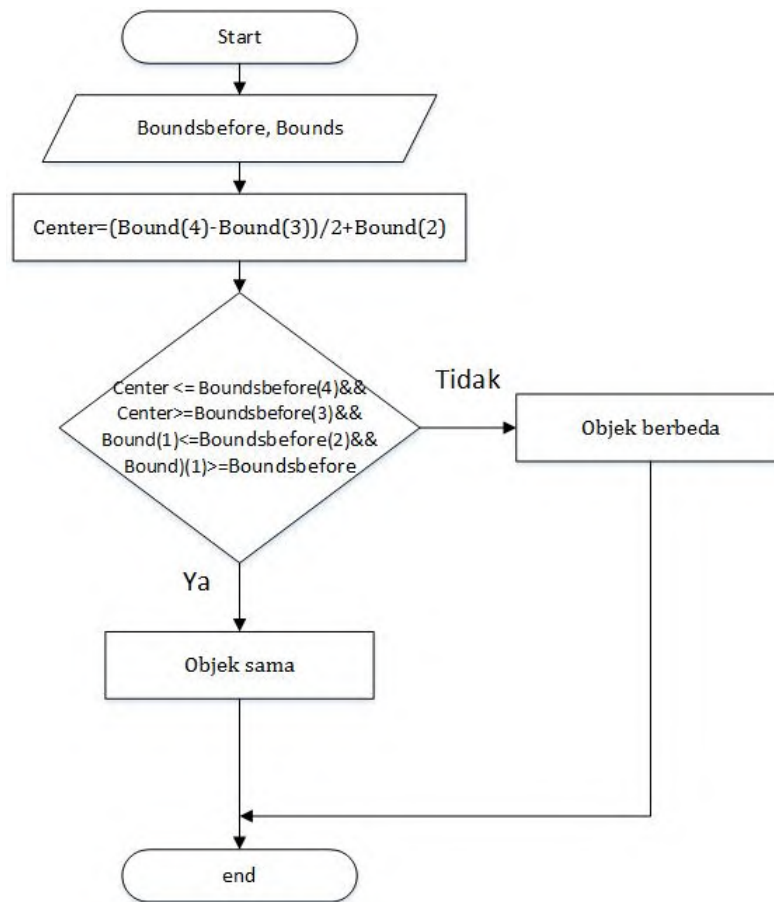 Start
Boundsbefore, Bounds
Center=(Bound(4)-Bound(3))/2+Bound(2)
Center <= Boundsbefore(4)&&
Center>=Boundsbefore(3)&&
Bound(1)<=Boundsbefore(2)&&
Bound)(1)>=Boundsbefore
Tidak
Objek berbeda
Ya
Objek sama
end